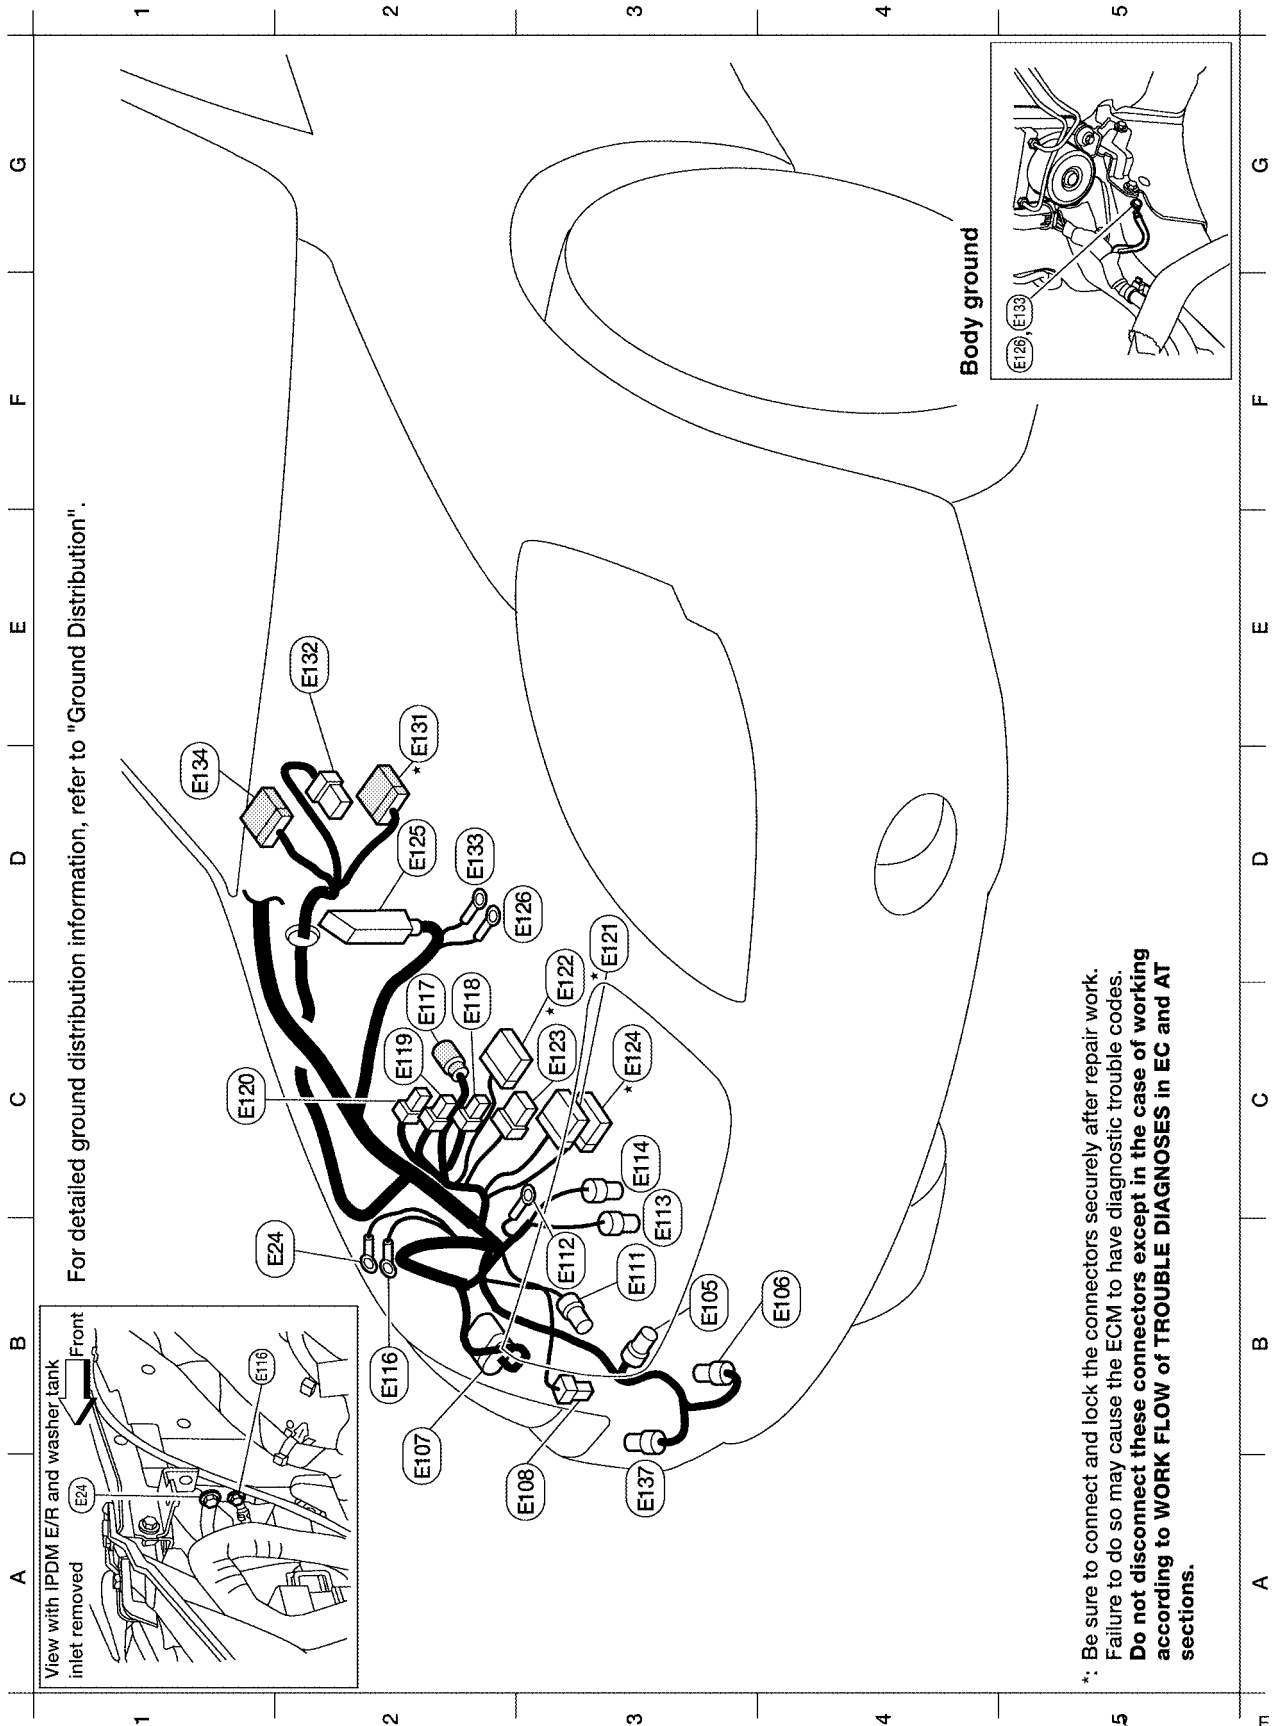 A
B
C
D
E
F
G
1
2
3
4
5
View with IPDM E/R and washer tank
inlet removed
Front
E24
E116
For detailed ground distribution information, refer to "Ground Distribution".
E134
E132
E131
★
E125
E133
E126
E120
E119
E117
E118
E122
★
E121
★
E123
E124
★
E24
E116
E114
E113
E112
E111
E105
E106
E107
E108
E137
Body ground
E126, E133
*: Be sure to connect and lock the connectors securely after repair work.
Failure to do so may cause the ECM to have diagnostic trouble codes.
Do not disconnect these connectors except in the case of working
according to WORK FLOW of TROUBLE DIAGNOSES in EC and AT
sections.
1
2
3
4
5
A
B
C
D
E
F
G